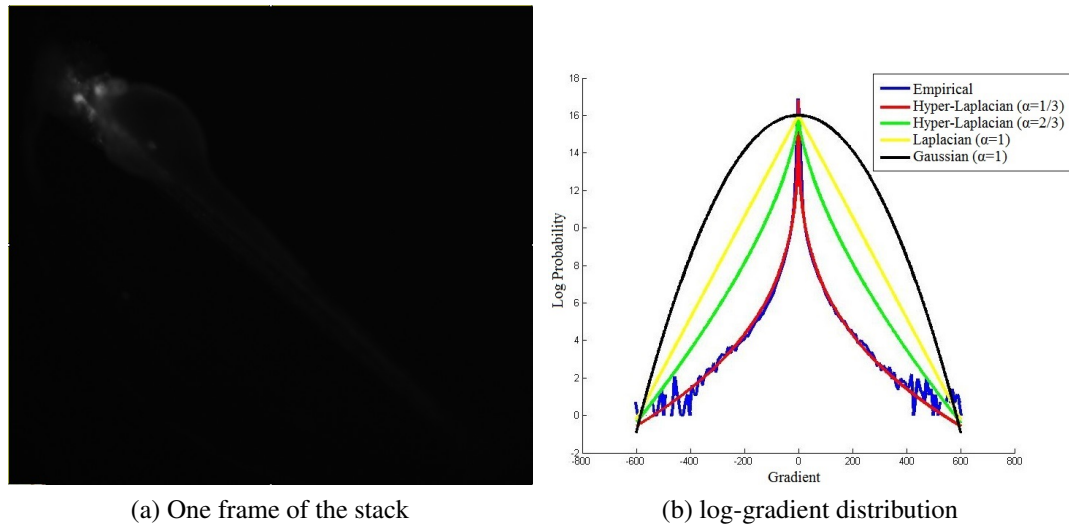 18
16
14
12
0
8
6
4
2
0
-2
-800
-600
-400
-200
0
200
400
600
800
Log Probability
Gradient
Empirical
Hyper-Laplacian (α=1/3)
Hyper-Laplacian (α=2/3)
Laplacian (α=1)
Gaussian (α=1)
(a) One frame of the stack
(b) log-gradient distribution